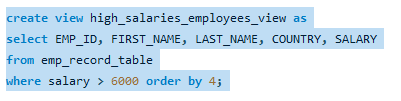 create view high_salaries_employees_view as
select EMP_ID, FIRST_NAME, LAST_NAME, COUNTRY, SALARY
from emp_record_table
where salary > 6000 order by 4;